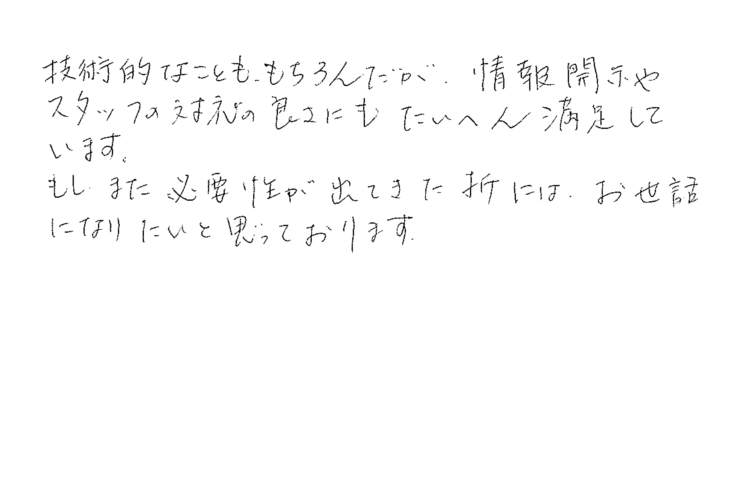 技術的なことも、もちろんだが、情報開示や
スタッフの対応の良さにも たいへん満足して
います。
もし、また必要性が出てきた折には、お世話
になりたいと思っております。